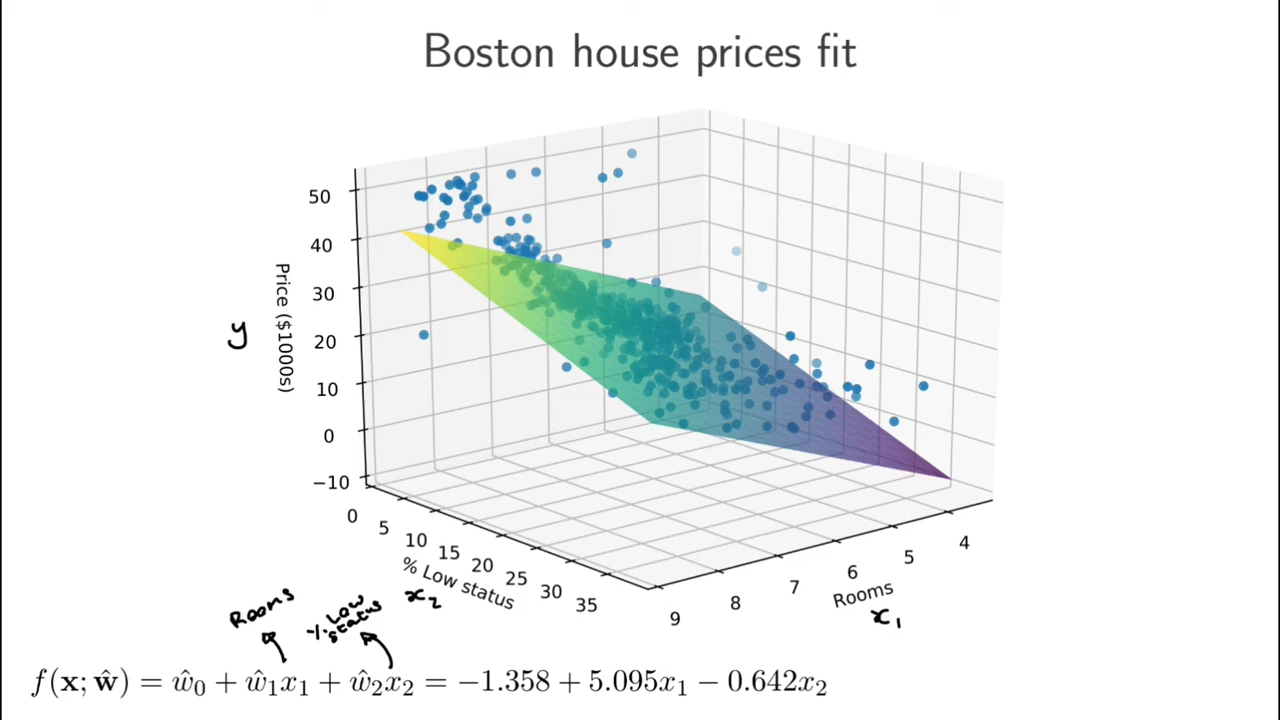 Boston house prices fit
50
40
30
20
10
0
−10
Price ($1000s)
y
0
5
10
15
20
25
30
35
% Low status
x₂
9
8
7
6
5
4
Rooms
x₁
Rooms
% Low
status
f(x; ŵ) = ŵ₀ + ŵ₁x₁ + ŵ₂x₂ = −1.358 + 5.095x₁ − 0.642x₂